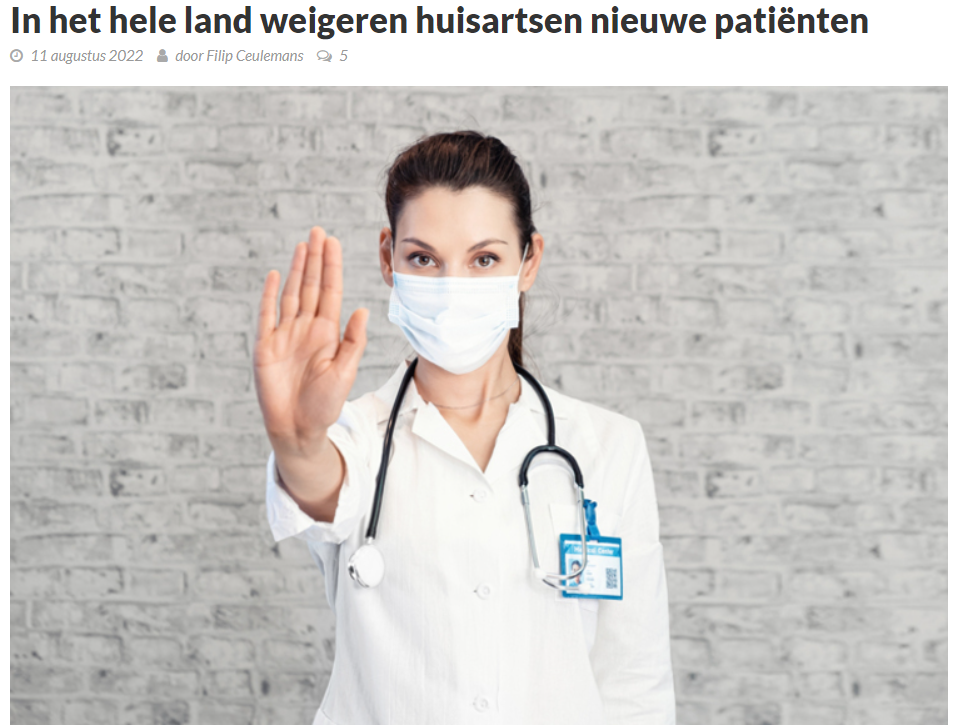 In het hele land weigeren huisartsen nieuwe patiënten
11 augustus 2022 door Filip Ceulemans 5